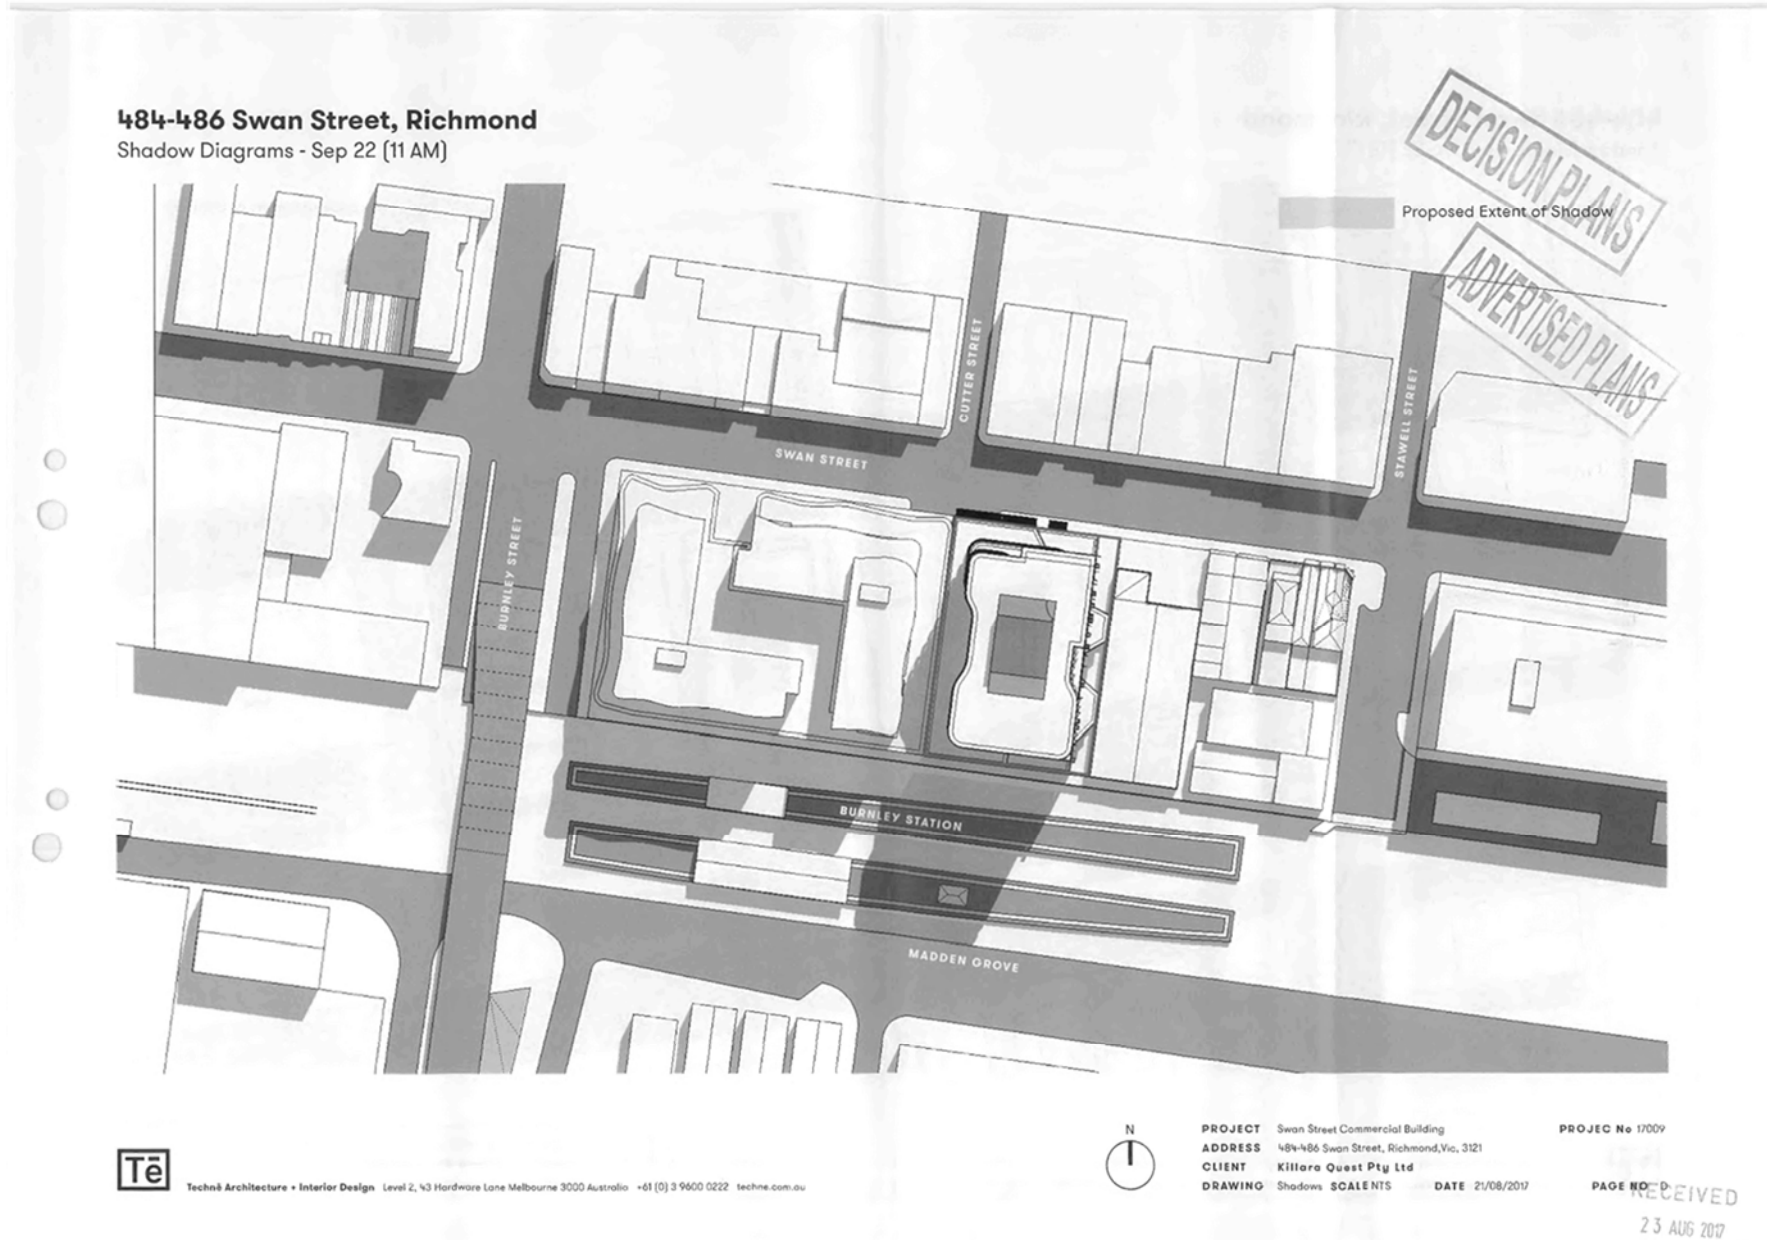 484-486 Swan Street, Richmond
Shadow Diagrams - Sep 22 (11 AM)
DECISION PLANS
Proposed Extent of Shadow
ADVERTISED PLANS
CUTTER STREET
STAWELL STREET
SWAN STREET
BURNLEY STREET
BURNLEY STATION
MADDEN GROVE
N
PROJECT Swan Street Commercial Building PROJEC No 17009
ADDRESS 484-486 Swan Street, Richmond,Vic, 3121
CLIENT Killara Quest Pty Ltd
DRAWING Shadows SCALE NTS DATE 21/08/2017 PAGE NO D
Tē
Technē Architecture + Interior Design Level 2, 43 Hardware Lane Melbourne 3000 Australia +61 (0) 3 9600 0222 techne.com.au
RECEIVED
23 AUG 2017